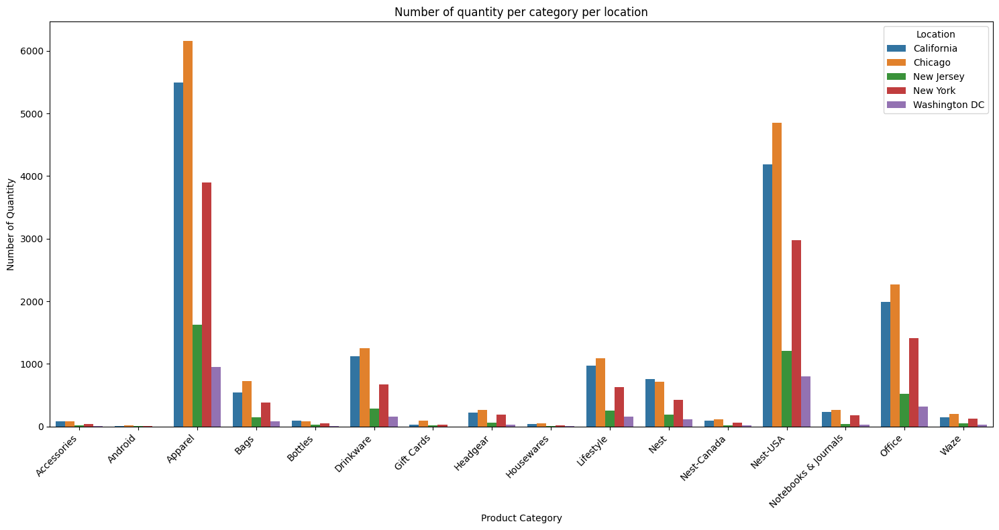 Number of quantity per category per location
Location
California
Chicago
New Jersey
New York
Washington DC
Number of Quantity
6000
5000
4000
3000
2000
1000
0
Accessories
Android
Apparel
Bags
Bottles
Drinkware
Gift Cards
Headgear
Housewares
Lifestyle
Nest
Nest-Canada
Nest-USA
Notebooks & Journals
Office
Waze
Product Category